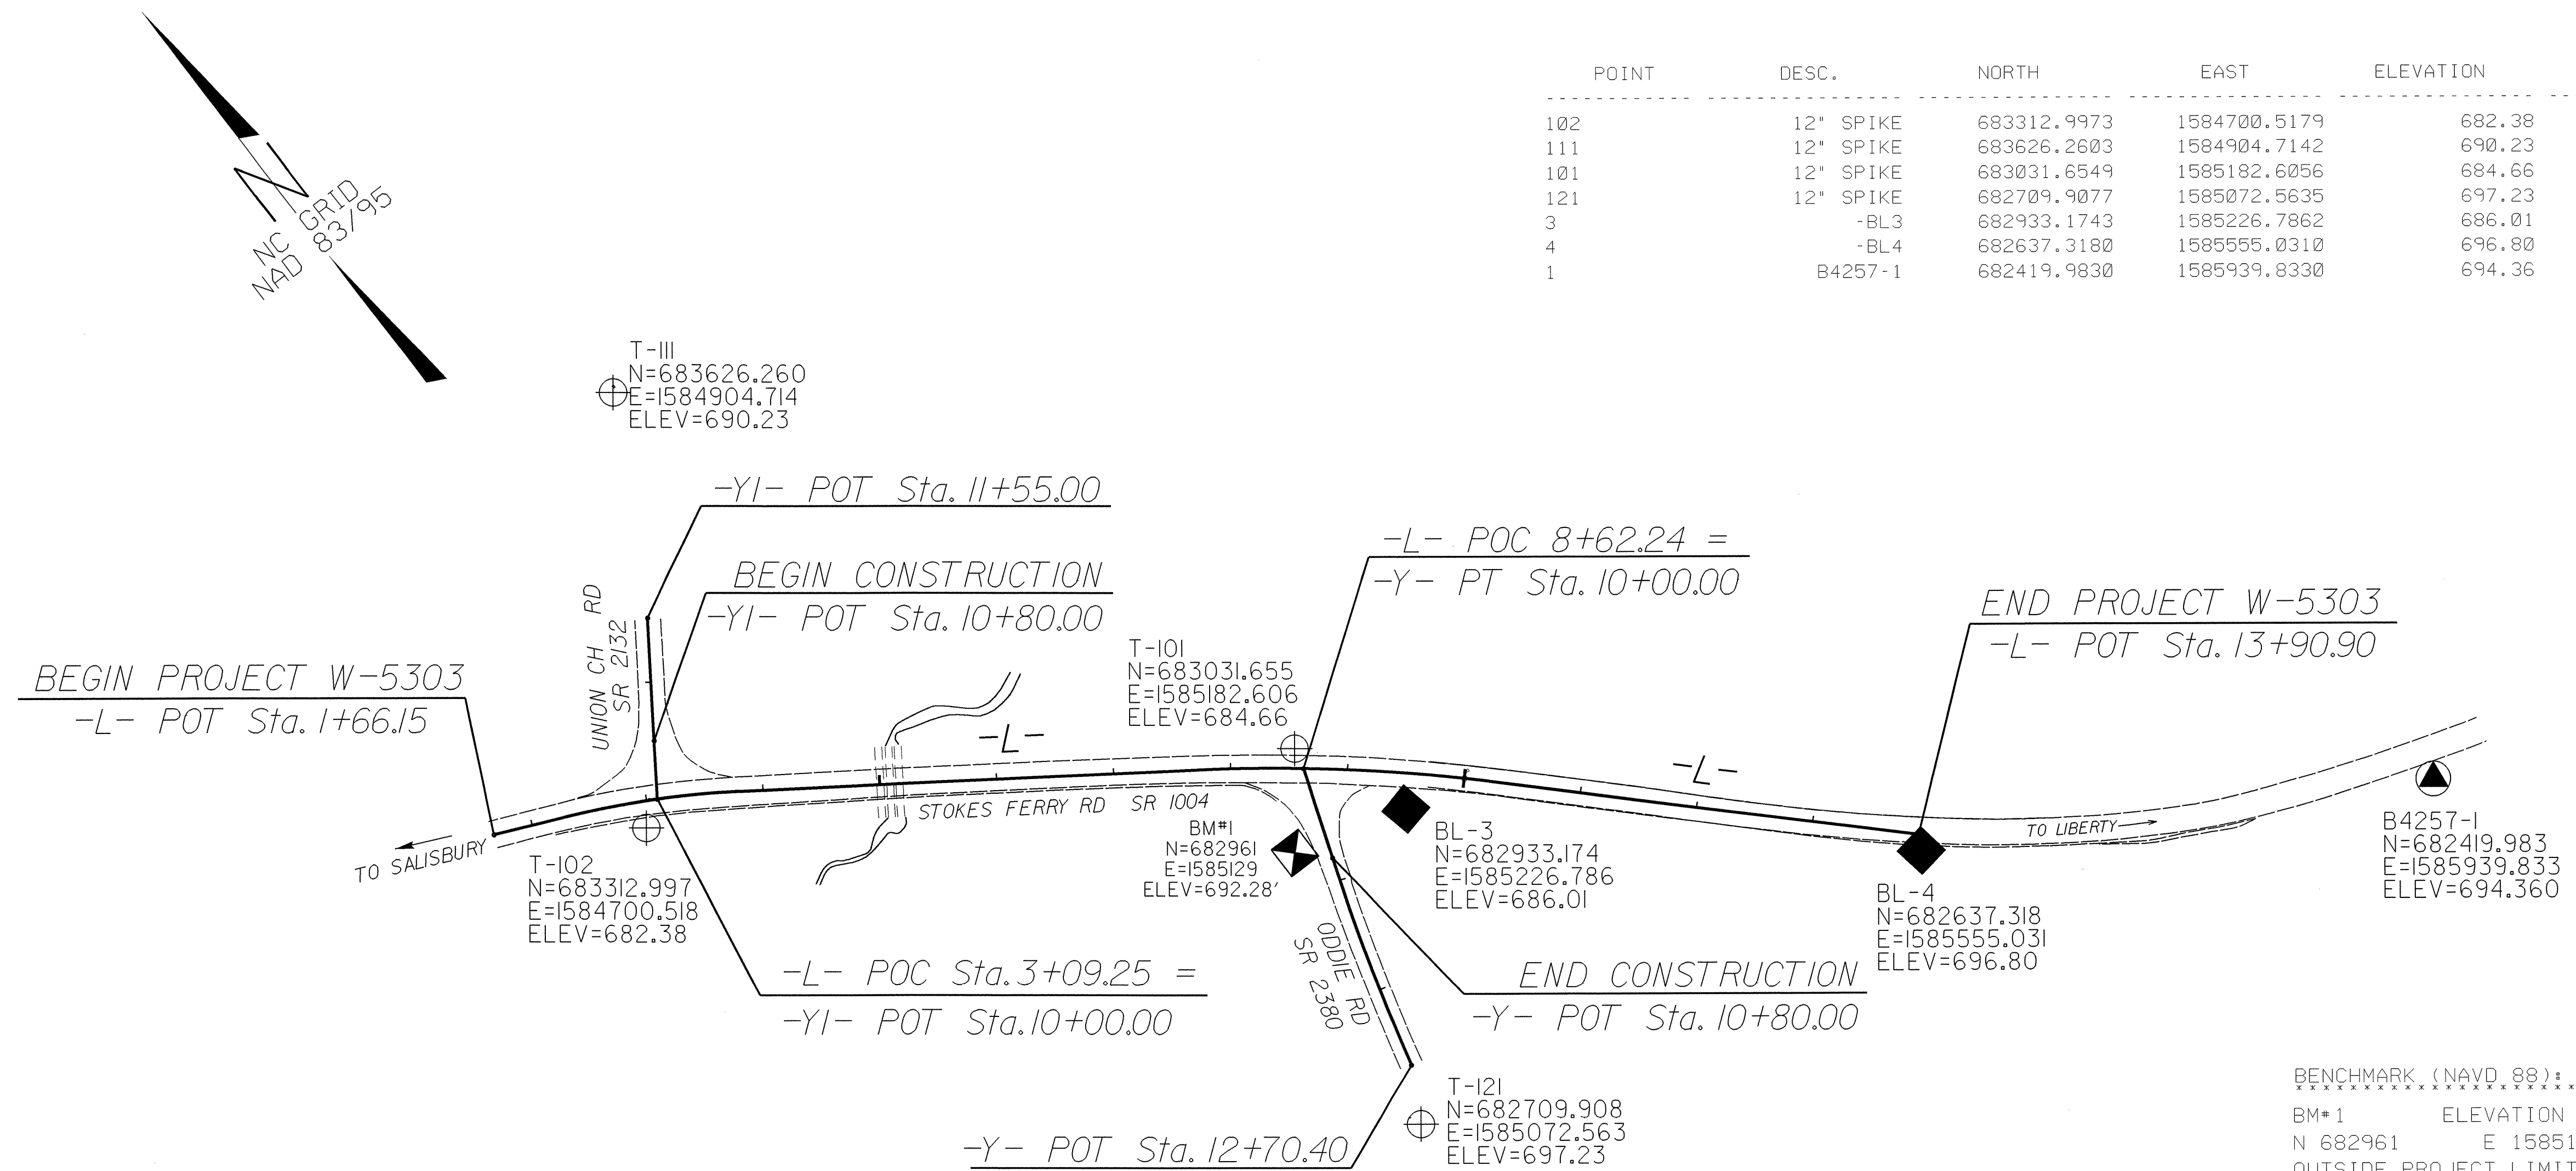 POINT DESC. NORTH EAST ELEVATION
102 12" SPIKE 683312.9973 1584700.5179 682.38
111 12" SPIKE 683626.2603 1584904.7142 690.23
101 12" SPIKE 683031.6549 1585182.6056 684.66
121 12" SPIKE 682709.9077 1585072.5635 697.23
3 -BL3 682933.1743 1585226.7862 686.01
4 -BL4 682637.3180 1585555.0310 696.80
1 B4257-1 682419.9830 1585939.8330 694.36
NC GRID
NAD 83/95
T-111
N=683626.260
E=1584904.714
ELEV=690.23
-Y1- POT Sta. 11+55.00
BEGIN CONSTRUCTION
-Y1- POT Sta. 10+80.00
-L- POC 8+62.24 =
-Y- PT Sta. 10+00.00
END PROJECT W-5303
-L- POT Sta. 13+90.90
UNION CH RD
SR 2132
T-101
N=683031.655
E=1585182.606
ELEV=684.66
BEGIN PROJECT W-5303
-L- POT Sta. 1+66.15
-L-
-L-
STOKES FERRY RD SR 1004
TO SALISBURY
TO LIBERTY
BM#1
N=682961
E=1585129
ELEV=692.28'
BL-3
N=682933.174
E=1585226.786
ELEV=686.01
B4257-1
N=682419.983
E=1585939.833
ELEV=694.360
T-102
N=683312.997
E=1584700.518
ELEV=682.38
BL-4
N=682637.318
E=1585555.031
ELEV=696.80
ODDIE RD
SR 2380
-L- POC Sta. 3+09.25 =
-Y1- POT Sta. 10+00.00
END CONSTRUCTION
-Y- POT Sta. 10+80.00
T-121
N=682709.908
E=1585072.563
ELEV=697.23
-Y- POT Sta. 12+70.40
BENCHMARK (NAVD 88):
BM#1 ELEVATION
N 682961 E 15851
OUTSIDE PROJECT LIMIT